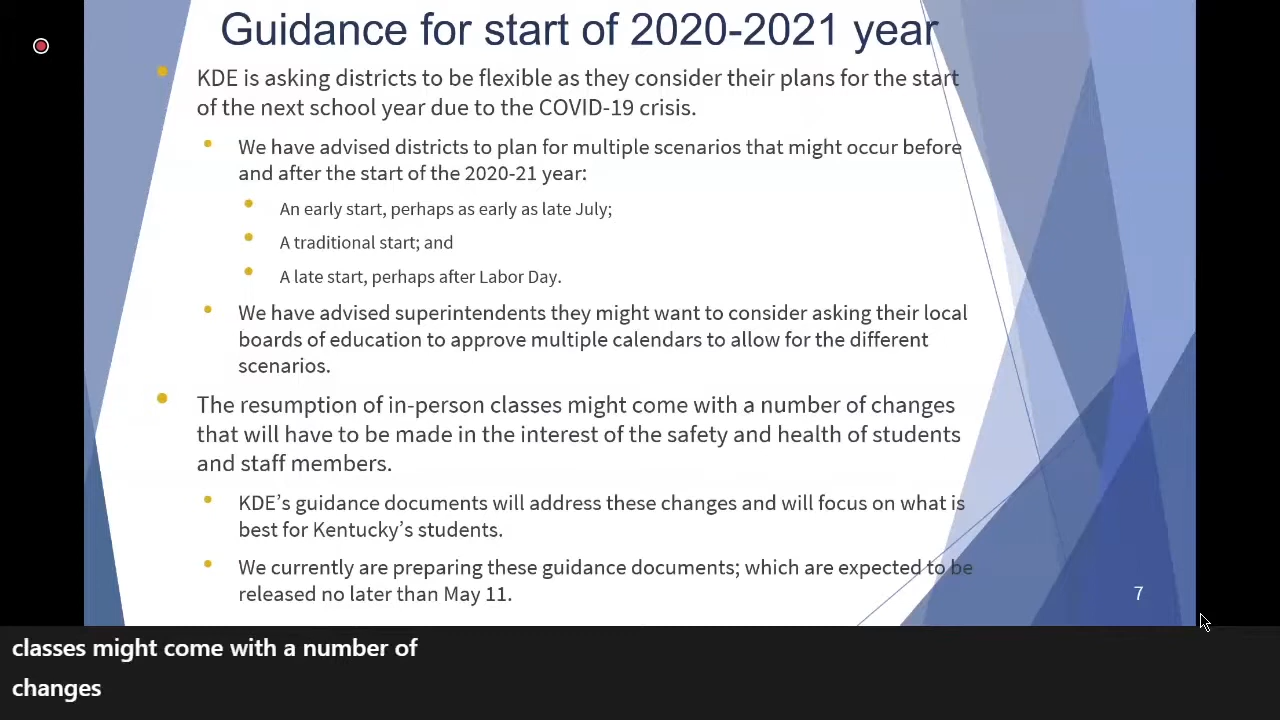 Guidance for start of 2020-2021 year
KDE is asking districts to be flexible as they consider their plans for the start
of the next school year due to the COVID-19 crisis.
We have advised districts to plan for multiple scenarios that might occur before
and after the start of the 2020-21 year:
An early start, perhaps as early as late July;
A traditional start; and
A late start, perhaps after Labor Day.
We have advised superintendents they might want to consider asking their local
boards of education to approve multiple calendars to allow for the different
scenarios.
The resumption of in-person classes might come with a number of changes
that will have to be made in the interest of the safety and health of students
and staff members.
KDE’s guidance documents will address these changes and will focus on what is
best for Kentucky’s students.
We currently are preparing these guidance documents; which are expected to be
released no later than May 11.
7
classes might come with a number of
changes